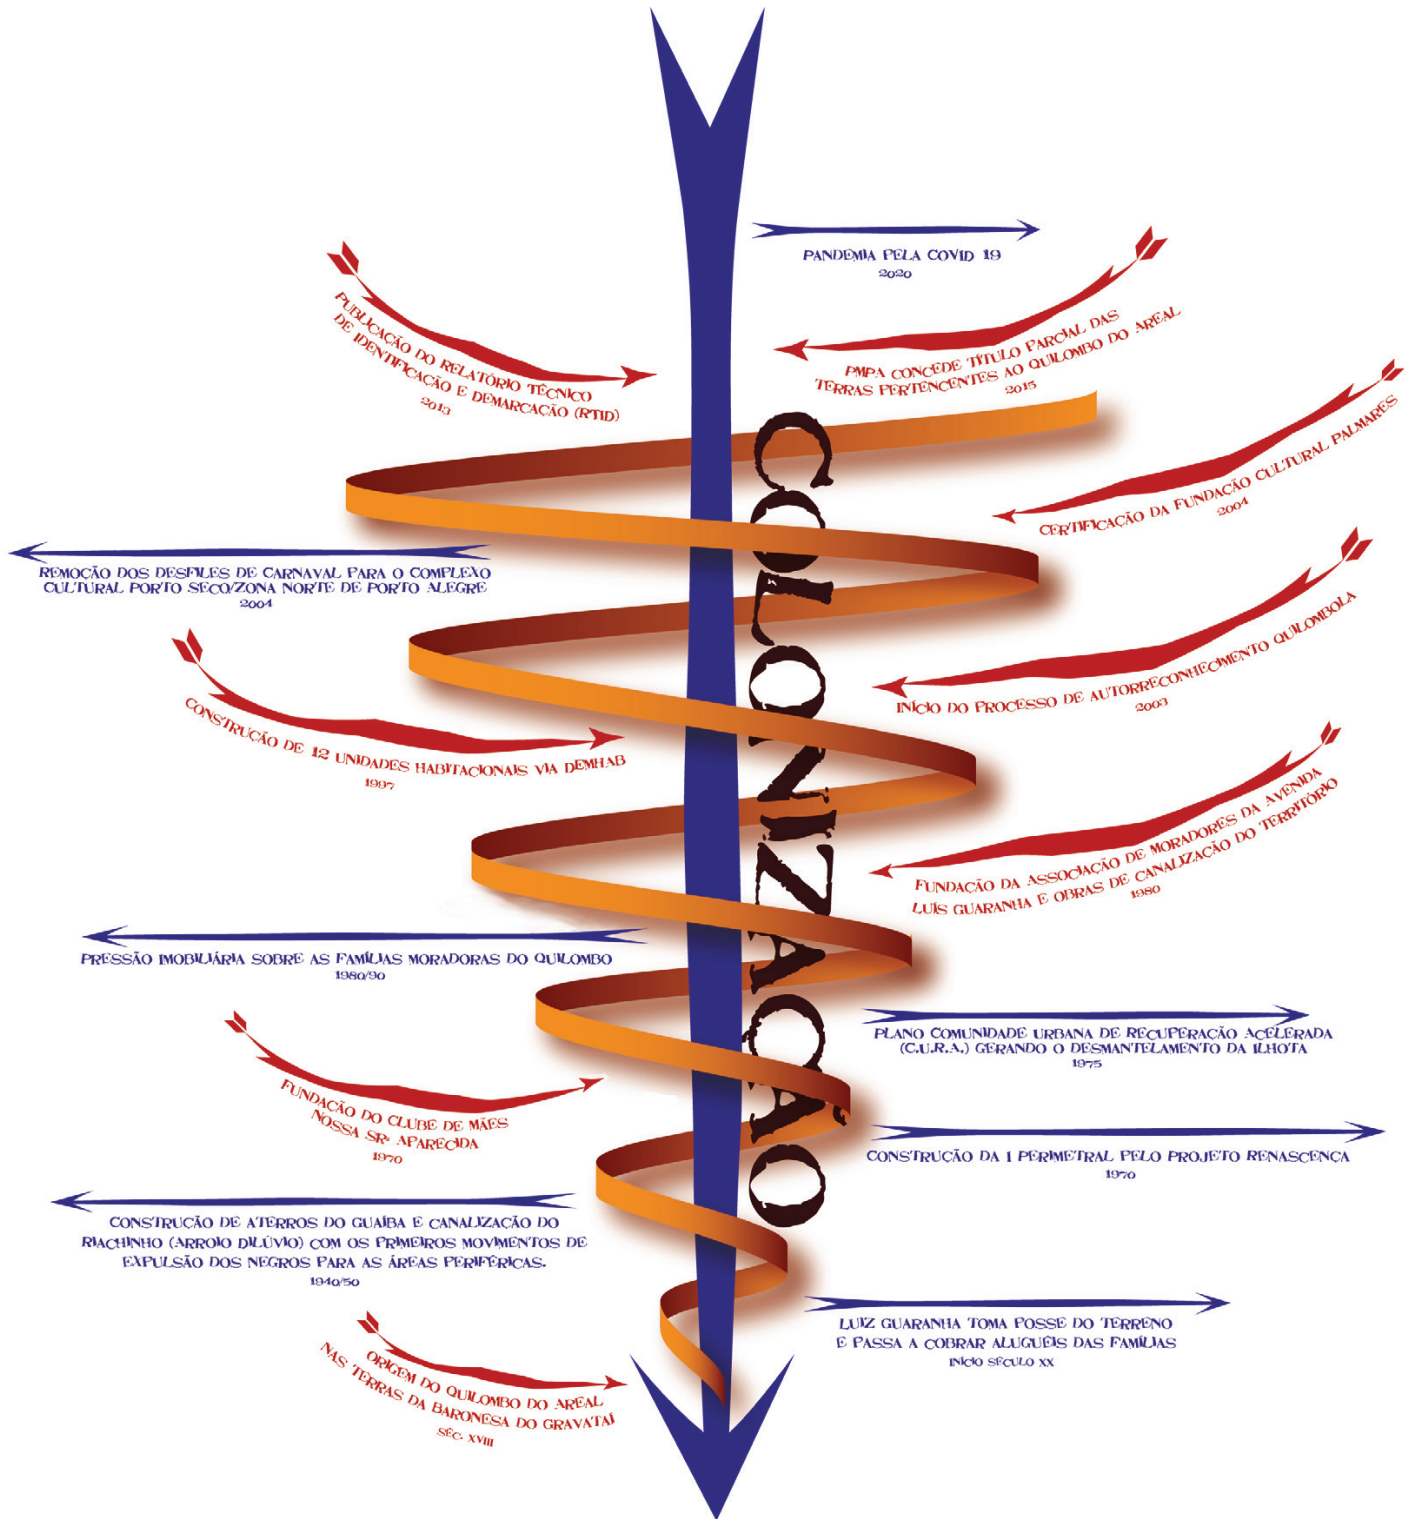 PANDEMIA PELA COVID 19
2020
PUBLICAÇÃO DO RELATÓRIO TÉCNICO
DE IDENTIFICAÇÃO E DEMARCAÇÃO (RTID)
2013
PMPA CONCEDE TÍTULO PARCIAL DAS
TERRAS PERTENCENTES AO QUILOMBO DO AREAL
2015
CERTIFICAÇÃO DA FUNDAÇÃO CULTURAL PALMARES
2004
COLONIZAÇÃO
REMOÇÃO DOS DESFILES DE CARNAVAL PARA O COMPLEXO
CULTURAL PORTO SECO/ZONA NORTE DE PORTO ALEGRE
2004
INÍCIO DO PROCESSO DE AUTORRECONHECIMENTO QUILOMBOLA
2003
CONSTRUÇÃO DE 12 UNIDADES HABITACIONAIS VIA DEMHAB
1997
FUNDAÇÃO DA ASSOCIAÇÃO DE MORADORES DA AVENIDA
LUÍS GUARANHA E OBRAS DE CANALIZAÇÃO DO TERRITÓRIO
1980
PRESSÃO IMOBILIÁRIA SOBRE AS FAMÍLIAS MORADORAS DO QUILOMBO
1980/90
PLANO COMUNIDADE URBANA DE RECUPERAÇÃO ACELERADA
(C.U.R.A.) GERANDO O DESMANTELAMENTO DA ILHOTA
1975
FUNDAÇÃO DO CLUBE DE MÃES
NOSSA SRª APARECIDA
1970
CONSTRUÇÃO DA I PERIMETRAL PELO PROJETO RENASCENÇA
1970
CONSTRUÇÃO DE ATERROS DO GUAÍBA E CANALIZAÇÃO DO
RIACHINHO (ARROIO DILÚVIO) COM OS PRIMEIROS MOVIMENTOS DE
EXPULSÃO DOS NEGROS PARA AS ÁREAS PERIFÉRICAS.
1940/50
LUIZ GUARANHA TOMA POSSE DO TERRENO
E PASSA A COBRAR ALUGUÉIS DAS FAMÍLIAS
INÍCIO SÉCULO XX
ORIGEM DO QUILOMBO DO AREAL
NAS TERRAS DA BARONESA DO GRAVATAÍ
SÉC. XVIII